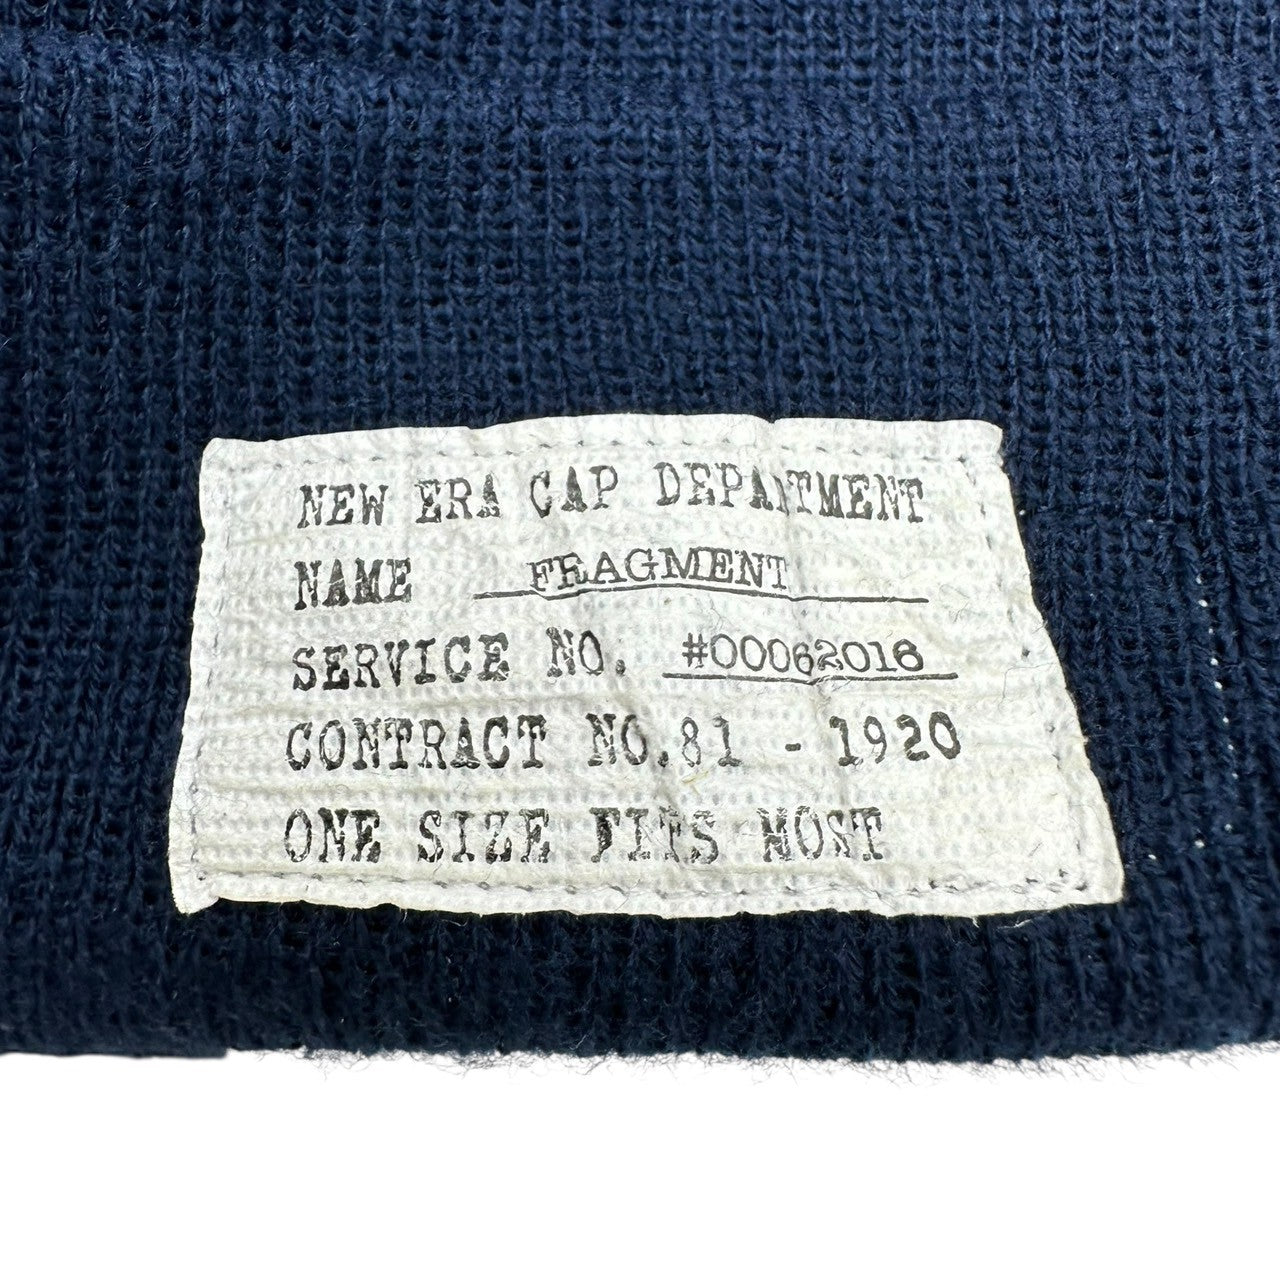 NEW ERA CAP DEPARTMENT
NAME FRAGMENT
SERVICE NO. #00062016
CONTRACT NO.81 - 1920
ONE SIZE FITS MOST